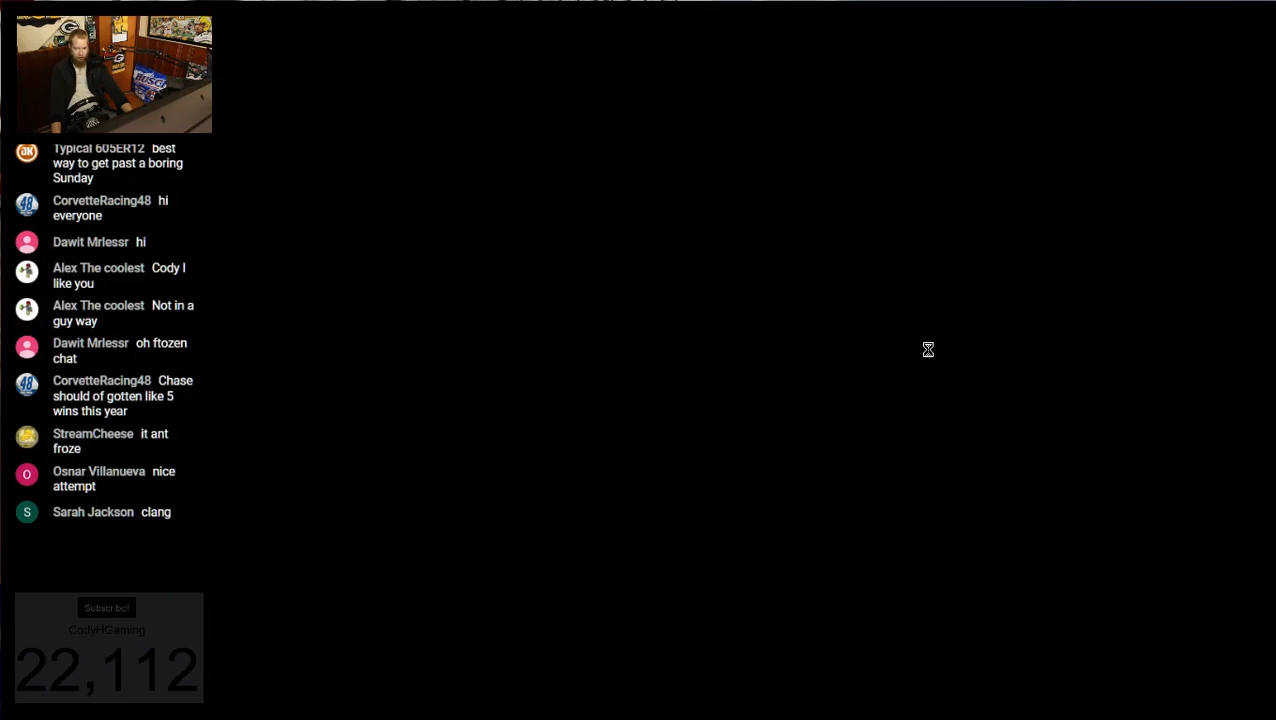 BUSCH
Typical 605ER12 best
way to get past a boring
Sunday
48
CorvetteRacing48 hi
everyone
Dawit Mrlessr hi
Alex The coolest Cody I
like you
Alex The coolest Not in a
guy way
Dawit Mrlessr oh ftozen
chat
48
CorvetteRacing48 Chase
should of gotten like 5
wins this year
StreamCheese it ant
froze
O
Osnar Villanueva nice
attempt
S
Sarah Jackson clang
Subscribe!
CodyHGaming
22,112